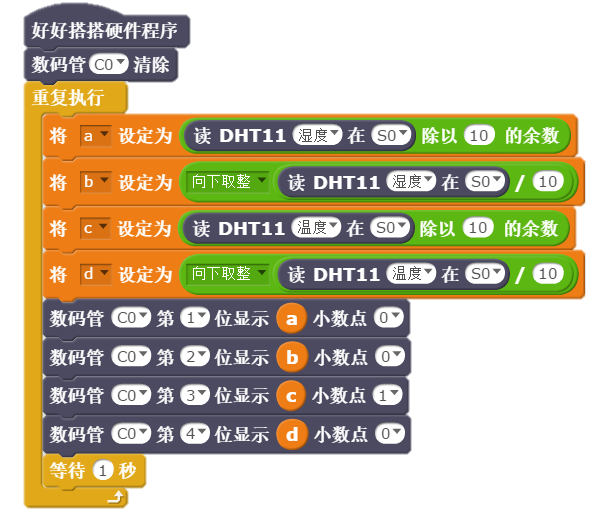 好好搭搭硬件程序
数码管 C0 清除
重复执行
将 a 设定为 读 DHT11 湿度 在 S0 除以 10 的余数
将 b 设定为 向下取整 读 DHT11 湿度 在 S0 / 10
将 c 设定为 读 DHT11 温度 在 S0 除以 10 的余数
将 d 设定为 向下取整 读 DHT11 温度 在 S0 / 10
数码管 C0 第 1 位显示 a 小数点 0
数码管 C0 第 2 位显示 b 小数点 0
数码管 C0 第 3 位显示 c 小数点 1
数码管 C0 第 4 位显示 d 小数点 0
等待 1 秒